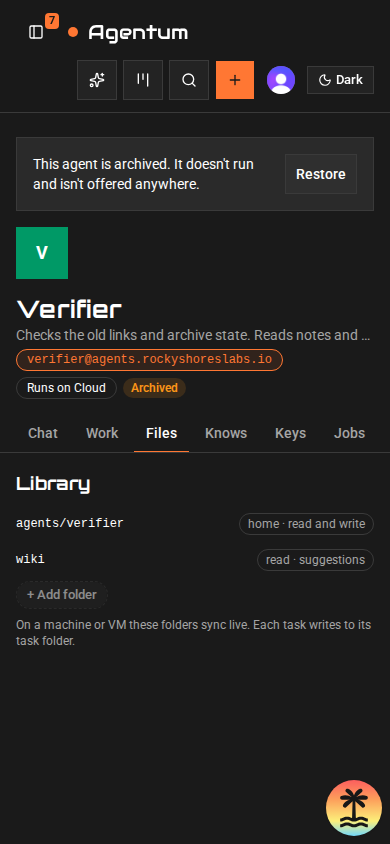 7
Agentum
Dark
This agent is archived. It doesn't run
and isn't offered anywhere.
Restore
V
Verifier
Checks the old links and archive state. Reads notes and ...
verifier@agents.rockyshoreslabs.io
Runs on Cloud
Archived
Chat Work Files Knows Keys Jobs
Library
agents/verifier
home · read and write
wiki
read · suggestions
+ Add folder
On a machine or VM these folders sync live. Each task writes to its
task folder.